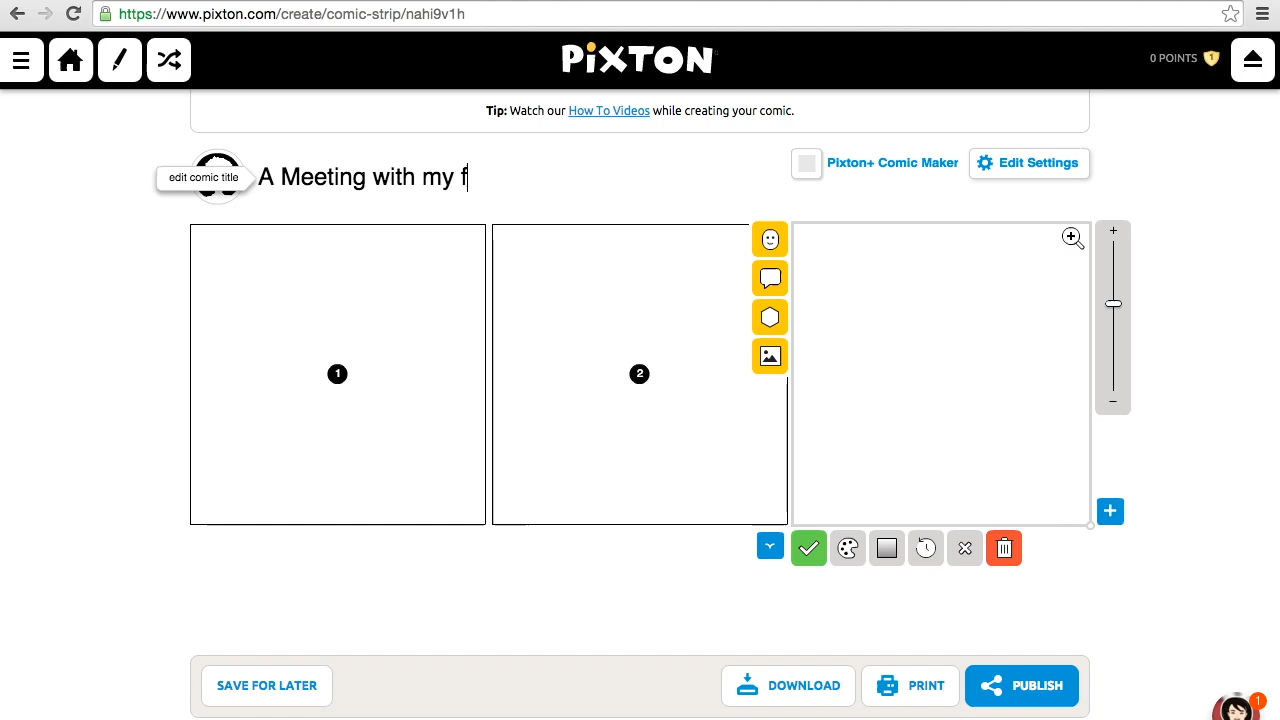 https://www.pixton.com/create/comic-strip/nahi9v1h
PiXTON
0 POINTS 1
Tip: Watch our How To Videos while creating your comic.
edit comic title
A Meeting with my f
Pixton+ Comic Maker
Edit Settings
1
2
SAVE FOR LATER
DOWNLOAD
PRINT
PUBLISH
1